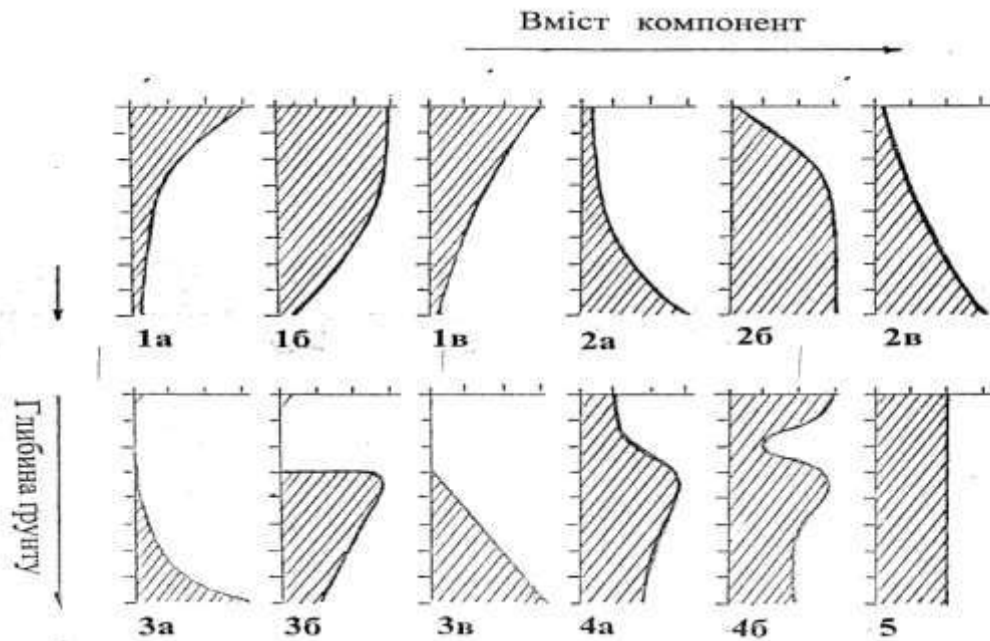 Вміст компонент
1а 1б 1в 2а 2б 2в
Глибина ґрунту
3а 3б 3в 4а 4б 5